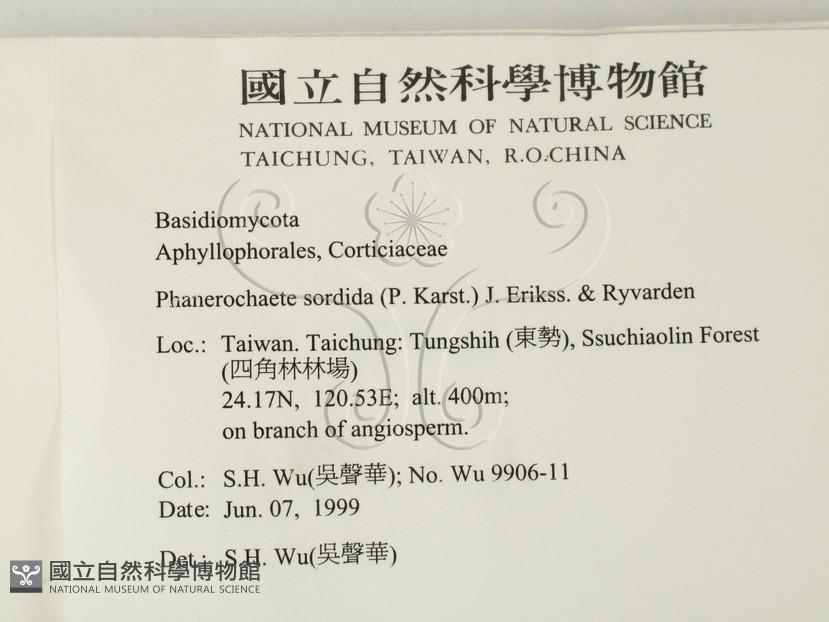 國立自然科學博物館
NATIONAL MUSEUM OF NATURAL SCIENCE
TAICHUNG, TAIWAN, R.O.CHINA
Basidiomycota
Aphyllophorales, Corticiaceae
Phanerochaete sordida (P. Karst.) J. Erikss. & Ryvarden
Loc.: Taiwan. Taichung: Tungshih (東勢), Ssuchiaolin Forest
(四角林林場)
24.17N, 120.53E; alt. 400m;
on branch of angiosperm.
Col.: S.H. Wu(吳聲華); No. Wu 9906-11
Date: Jun. 07, 1999
Det.: S.H. Wu(吳聲華)
國立自然科學博物館
NATIONAL MUSEUM OF NATURAL SCIENCE